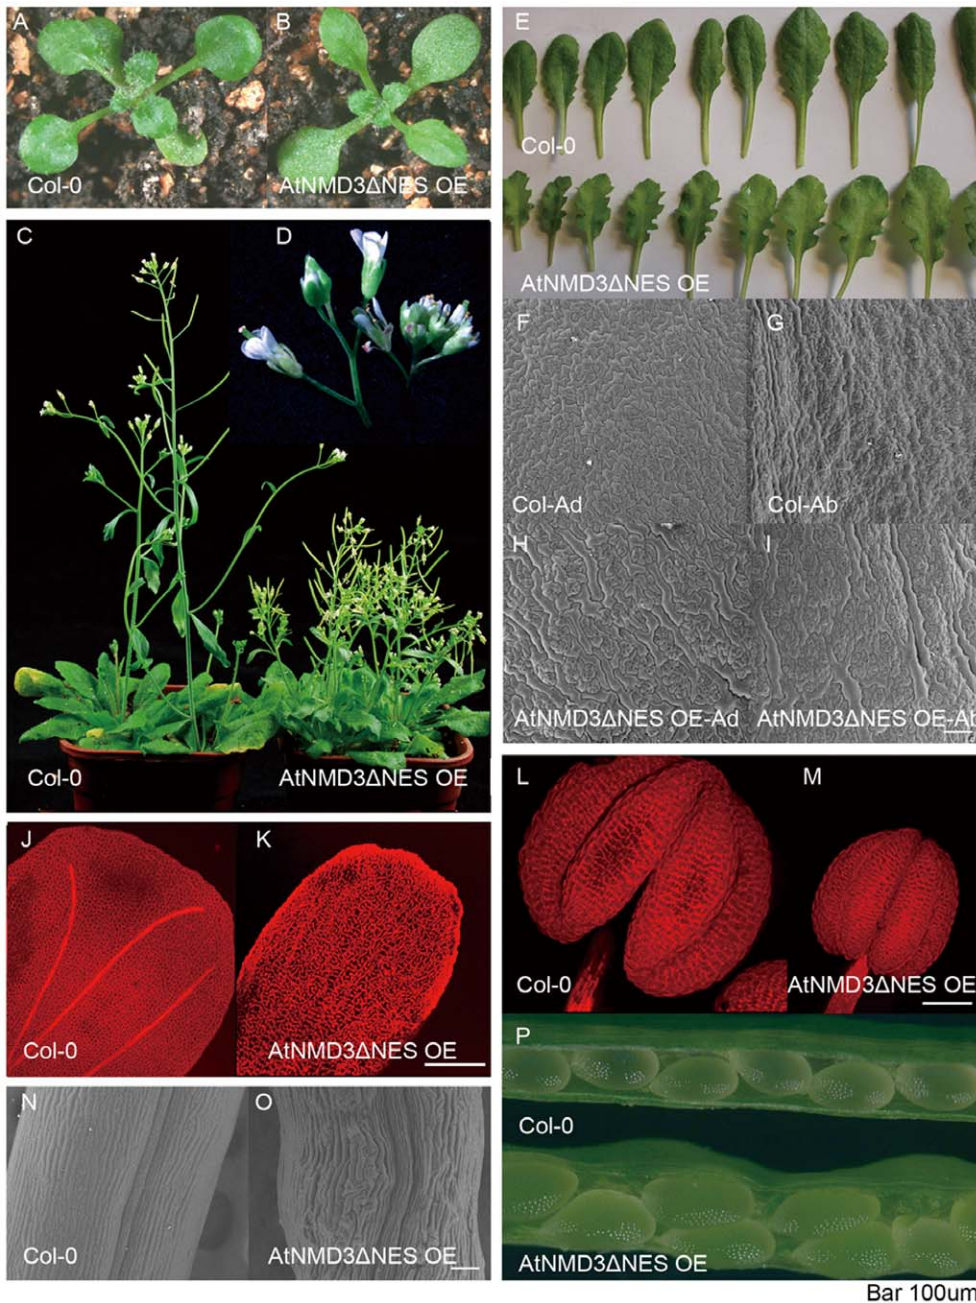 A
B
Col-0
AtNMD3ΔNES OE
C
D
Col-0
AtNMD3ΔNES OE
E
Col-0
AtNMD3ΔNES OE
F
G
Col-Ad
Col-Ab
H
I
AtNMD3ΔNES OE-Ad
AtNMD3ΔNES OE-Ab
J
K
Col-0
AtNMD3ΔNES OE
L
M
Col-0
AtNMD3ΔNES OE
N
O
Col-0
AtNMD3ΔNES OE
P
Col-0
AtNMD3ΔNES OE
Bar 100um